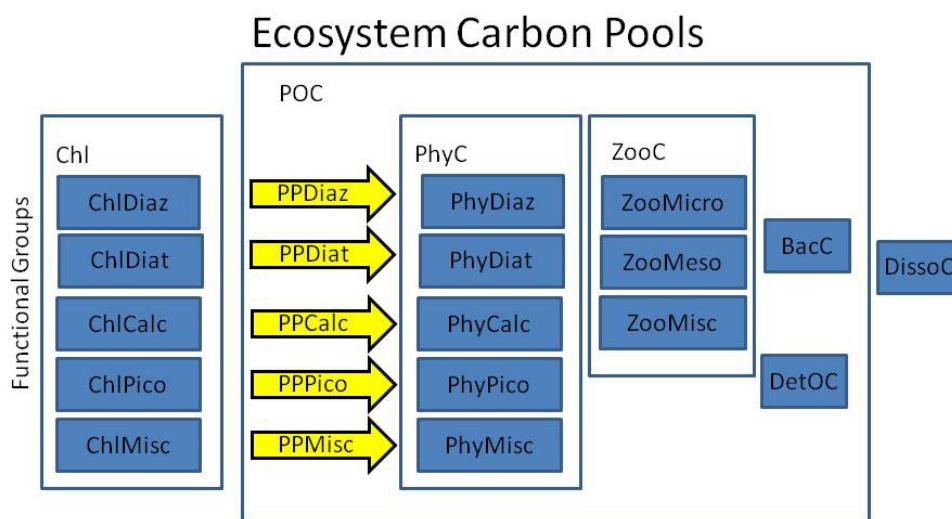 Ecosystem Carbon Pools
Functional Groups
Chl
ChlDiaz
ChlDiat
ChlCalc
ChlPico
ChlMisc
POC
PPDiaz
PPDiat
PPCalc
PPPico
PPMisc
PhyC
PhyDiaz
PhyDiat
PhyCalc
PhyPico
PhyMisc
ZooC
ZooMicro
ZooMeso
ZooMisc
BacC
DetOC
DissoC